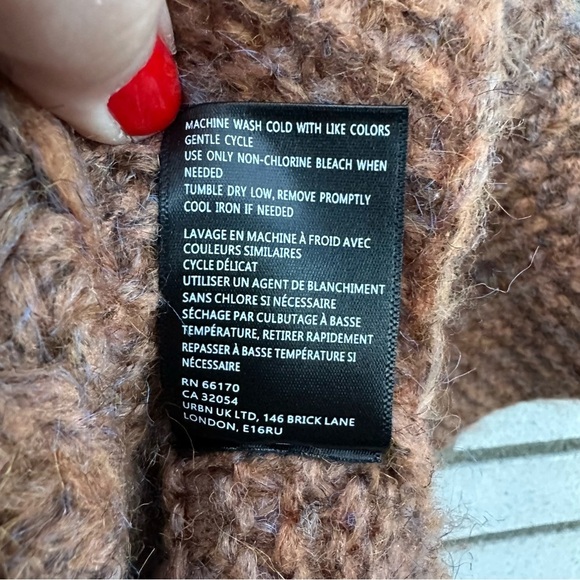 MACHINE WASH COLD WITH LIKE COLORS
GENTLE CYCLE
USE ONLY NON-CHLORINE BLEACH WHEN
NEEDED
TUMBLE DRY LOW, REMOVE PROMPTLY
COOL IRON IF NEEDED
LAVAGE EN MACHINE À FROID AVEC
COULEURS SIMILAIRES
CYCLE DÉLICAT
UTILISER UN AGENT DE BLANCHIMENT
SANS CHLORE SI NÉCESSAIRE
SÉCHAGE PAR CULBUTAGE À BASSE
TEMPÉRATURE, RETIRER RAPIDEMENT
REPASSER À BASSE TEMPÉRATURE SI
NÉCESSAIRE
RN 66170
CA 32054
URBN UK LTD, 146 BRICK LANE
LONDON, E16RU